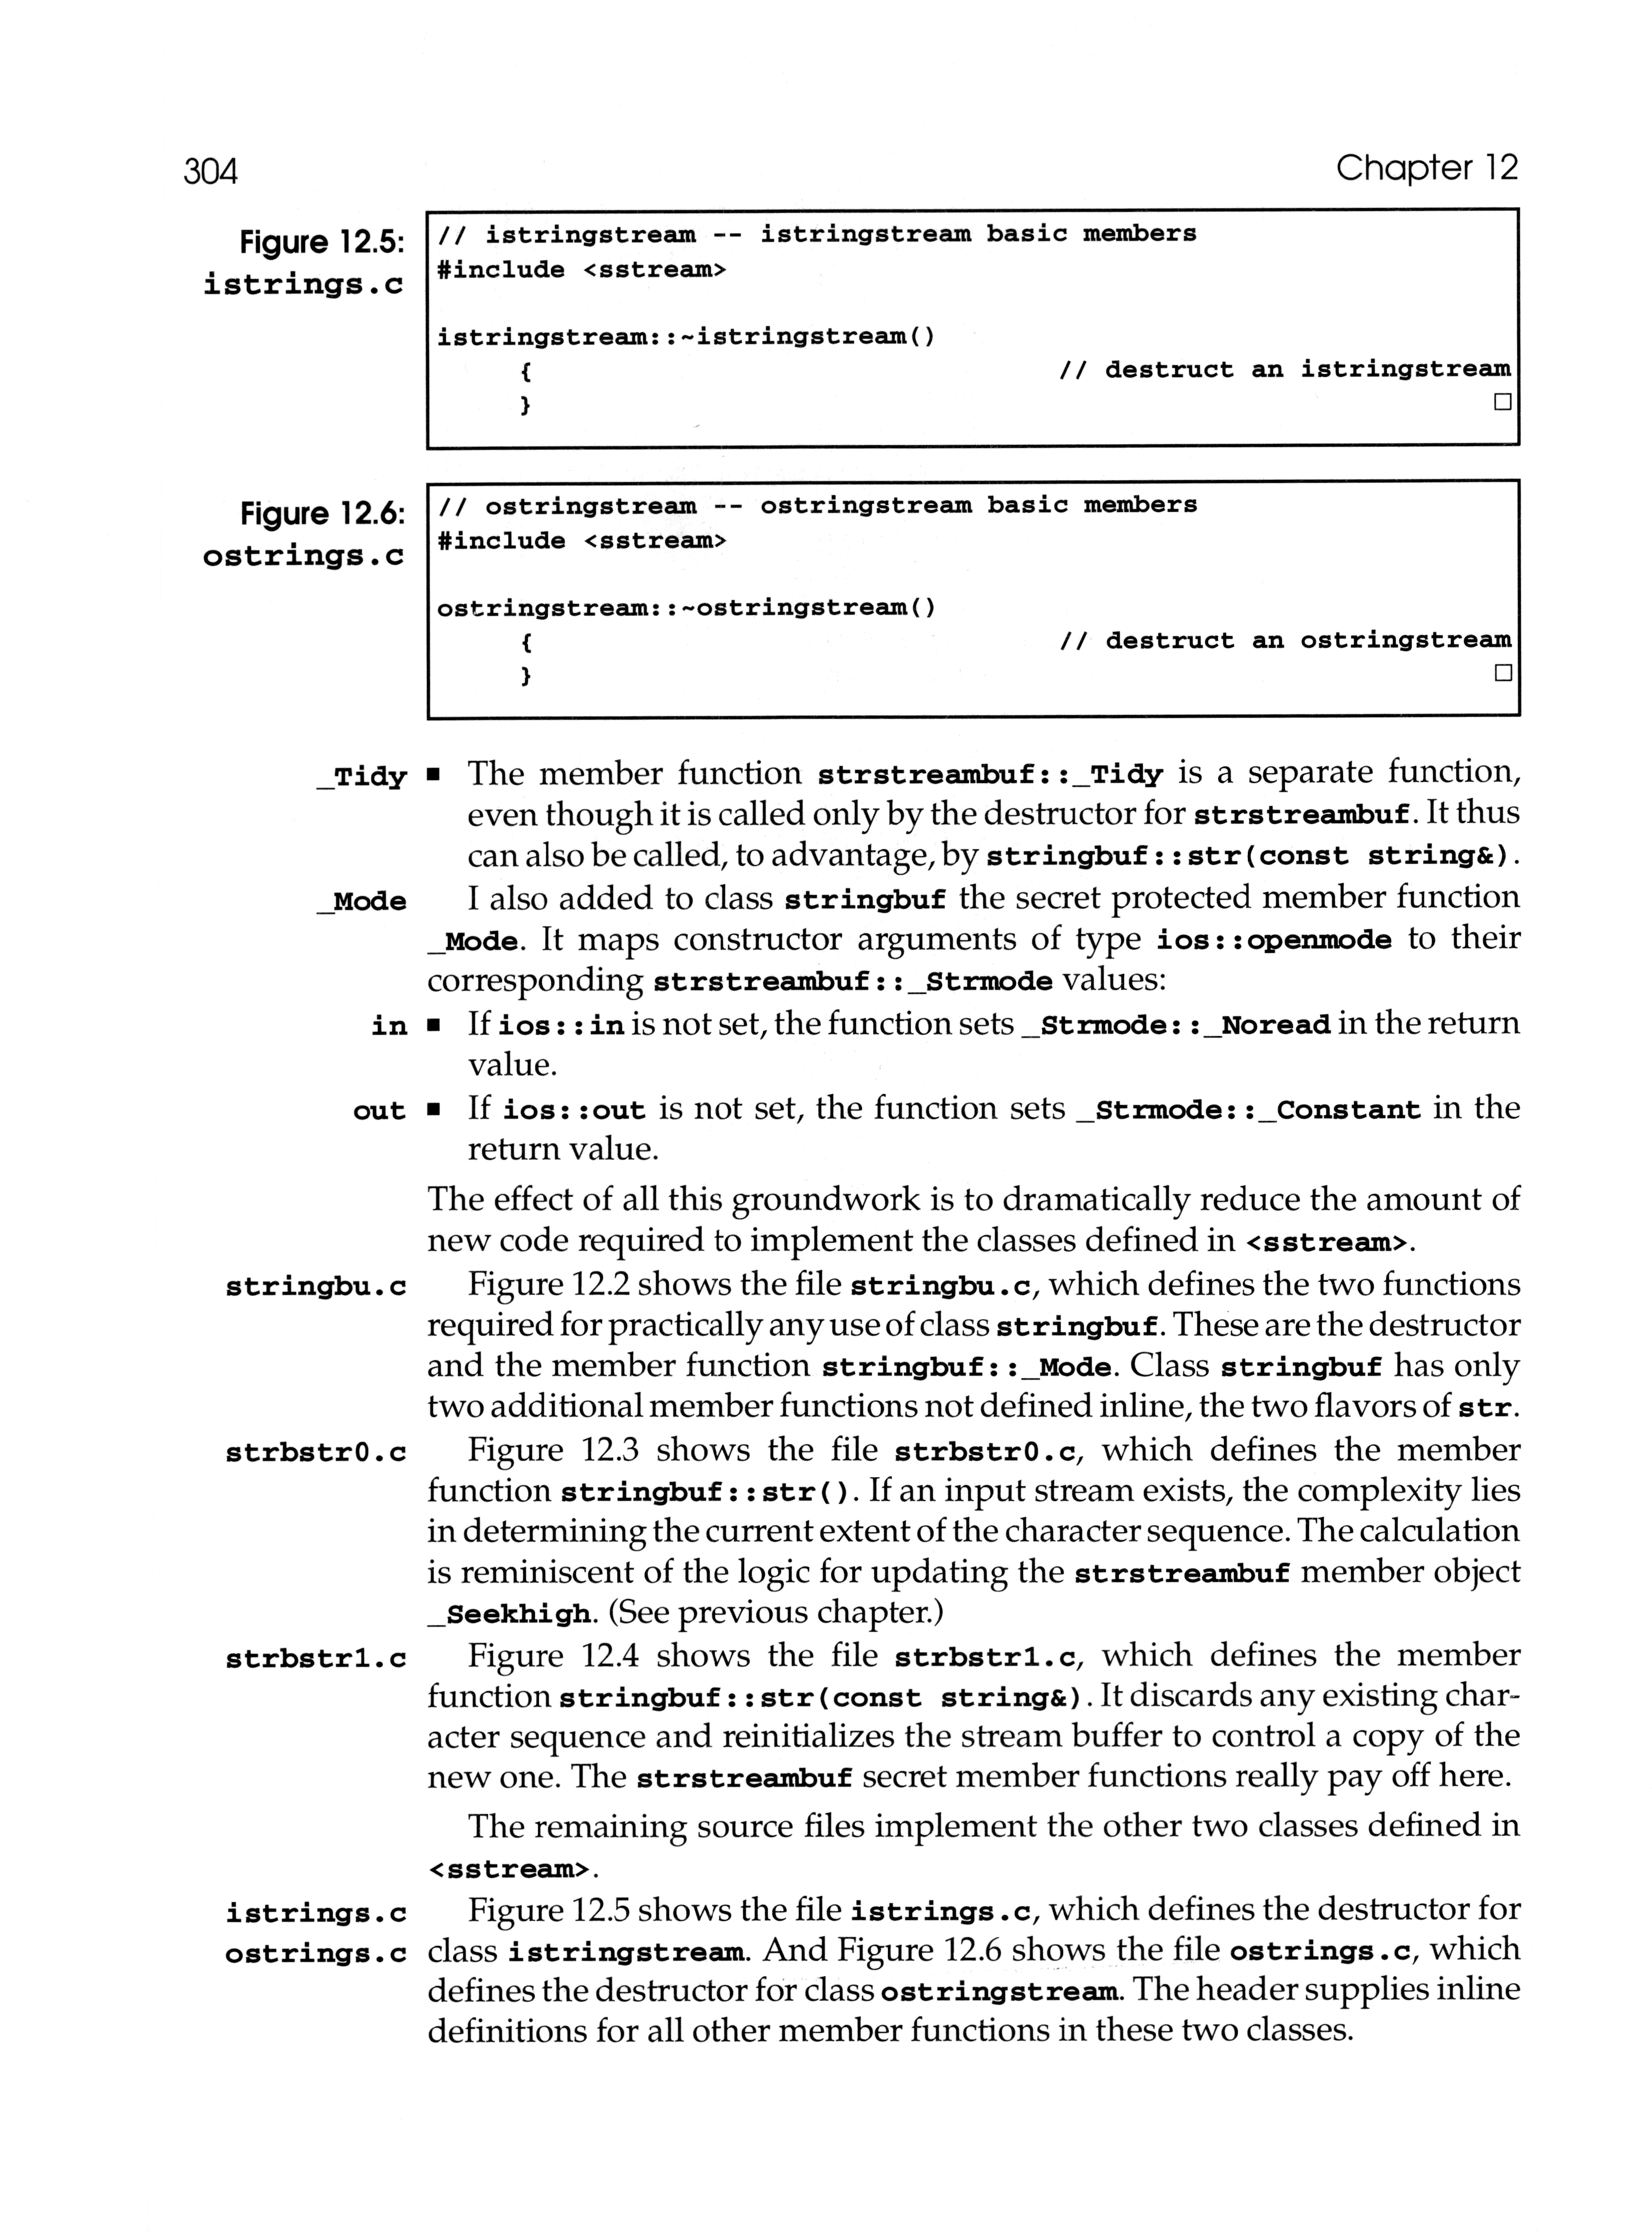 304
Chapter 12
Figure 12.5:
istrings.c
// istringstream -- istringstream basic members
#include <sstream>
istringstream::~istringstream()
{ // destruct an istringstream
} □
Figure 12.6:
ostrings.c
// ostringstream -- ostringstream basic members
#include <sstream>
ostringstream::~ostringstream()
{ // destruct an ostringstream
} □
_Tidy ■ The member function strstreambuf::_Tidy is a separate function,
even though it is called only by the destructor for strstreambuf. It thus
can also be called, to advantage, by stringbuf::str(const string&).
_Mode I also added to class stringbuf the secret protected member function
_Mode. It maps constructor arguments of type ios::openmode to their
corresponding strstreambuf::_Strmode values:
in ■ If ios::in is not set, the function sets _Strmode::_Noread in the return
value.
out ■ If ios::out is not set, the function sets _Strmode::_Constant in the
return value.
The effect of all this groundwork is to dramatically reduce the amount of
new code required to implement the classes defined in <sstream>.
stringbu.c Figure 12.2 shows the file stringbu.c, which defines the two functions
required for practically any use of class stringbuf. These are the destructor
and the member function stringbuf::_Mode. Class stringbuf has only
two additional member functions not defined inline, the two flavors of str.
strbstr0.c Figure 12.3 shows the file strbstr0.c, which defines the member
function stringbuf::str(). If an input stream exists, the complexity lies
in determining the current extent of the character sequence. The calculation
is reminiscent of the logic for updating the strstreambuf member object
_Seekhigh. (See previous chapter.)
strbstr1.c Figure 12.4 shows the file strbstr1.c, which defines the member
function stringbuf::str(const string&). It discards any existing char-
acter sequence and reinitializes the stream buffer to control a copy of the
new one. The strstreambuf secret member functions really pay off here.
The remaining source files implement the other two classes defined in
<sstream>.
istrings.c Figure 12.5 shows the file istrings.c, which defines the destructor for
ostrings.c class istringstream. And Figure 12.6 shows the file ostrings.c, which
defines the destructor for class ostringstream. The header supplies inline
definitions for all other member functions in these two classes.